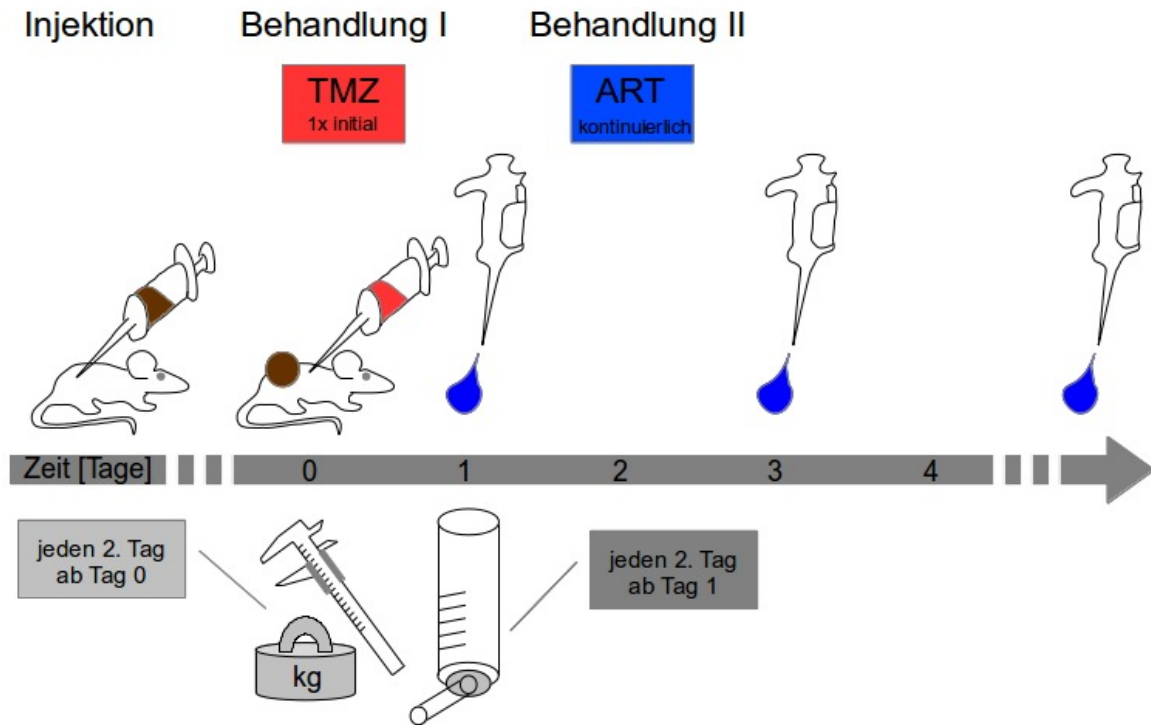 Injektion
Behandlung I
Behandlung II
TMZ
1x initial
ART
kontinuierlich
Zeit [Tage]
0
1
2
3
4
jeden 2. Tag
ab Tag 0
kg
jeden 2. Tag
ab Tag 1